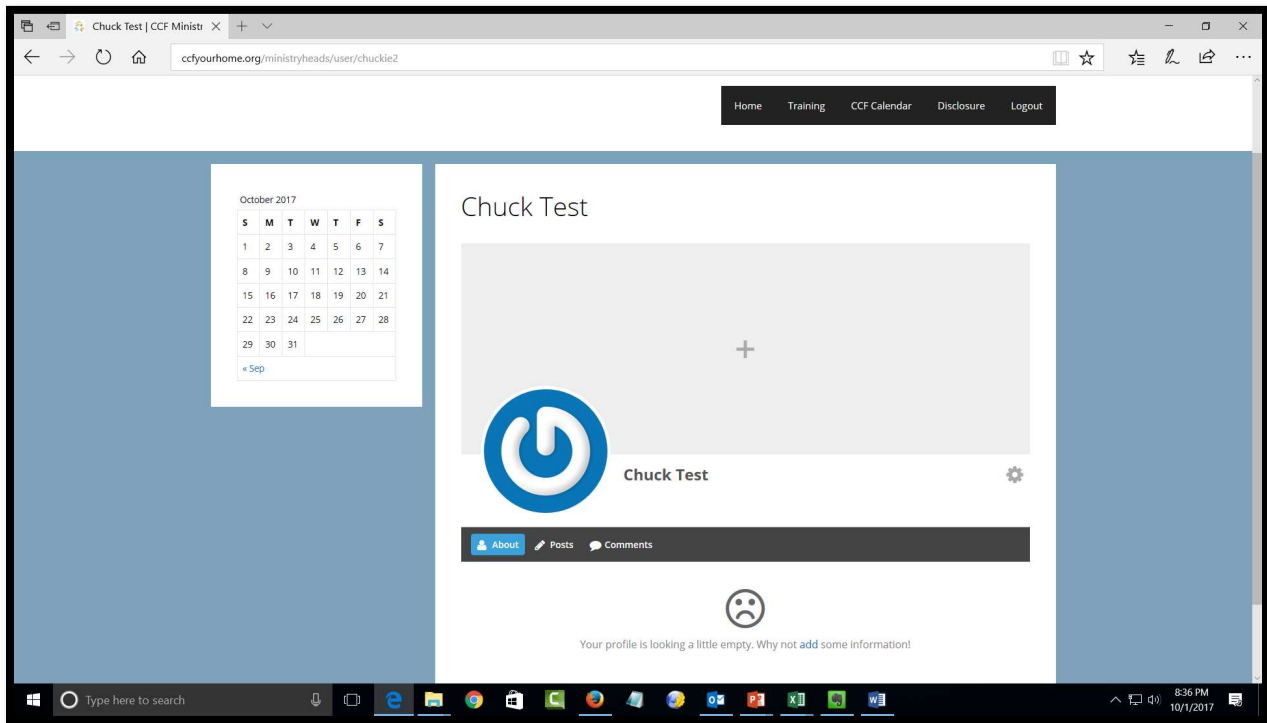 Chuck Test | CCF Ministr
ccfyourhome.org/ministryheads/user/chuckie2
Home Training CCF Calendar Disclosure Logout
October 2017
S M T W T F S
1 2 3 4 5 6 7
8 9 10 11 12 13 14
15 16 17 18 19 20 21
22 23 24 25 26 27 28
29 30 31
« Sep
Chuck Test
Chuck Test
About Posts Comments
Your profile is looking a little empty. Why not add some information!
Type here to search
8:36 PM
10/1/2017